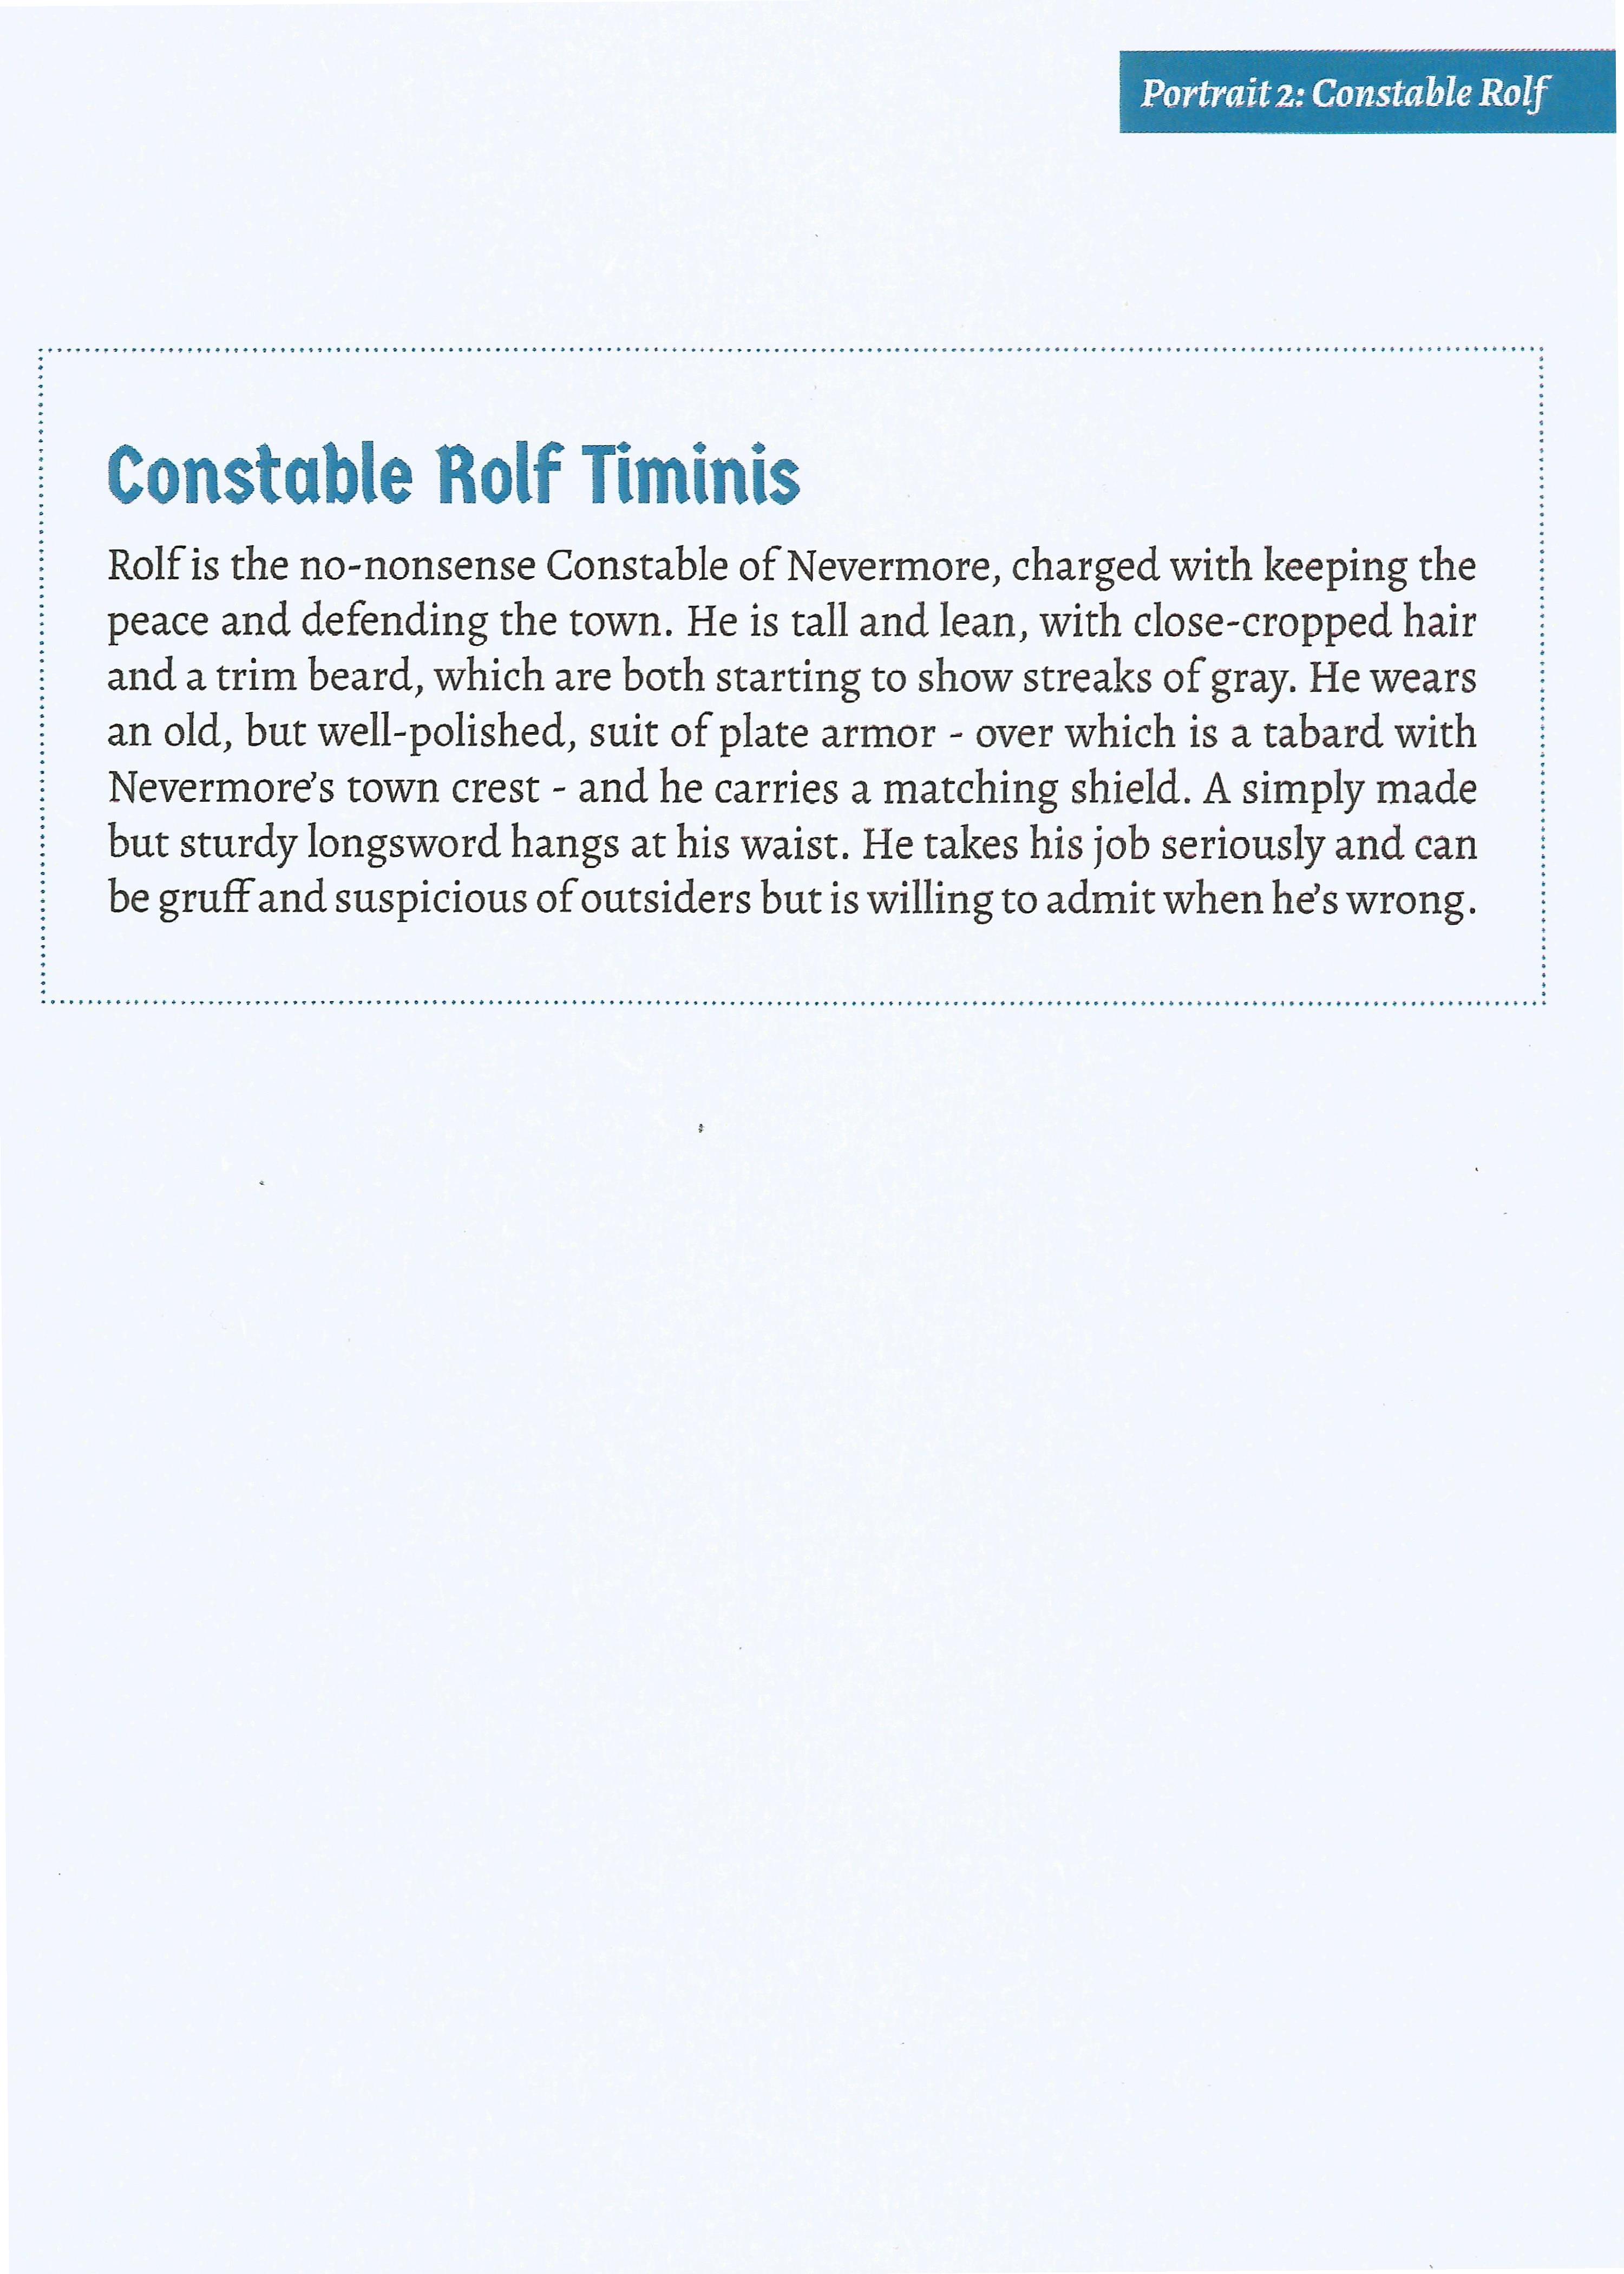 Portrait 2: Constable Rolf
Constable Rolf Timinis
Rolf is the no-nonsense Constable of Nevermore, charged with keeping the
peace and defending the town. He is tall and lean, with close-cropped hair
and a trim beard, which are both starting to show streaks of gray. He wears
an old, but well-polished, suit of plate armor - over which is a tabard with
Nevermore's town crest - and he carries a matching shield. A simply made
but sturdy longsword hangs at his waist. He takes his job seriously and can
be gruff and suspicious of outsiders but is willing to admit when he's wrong.